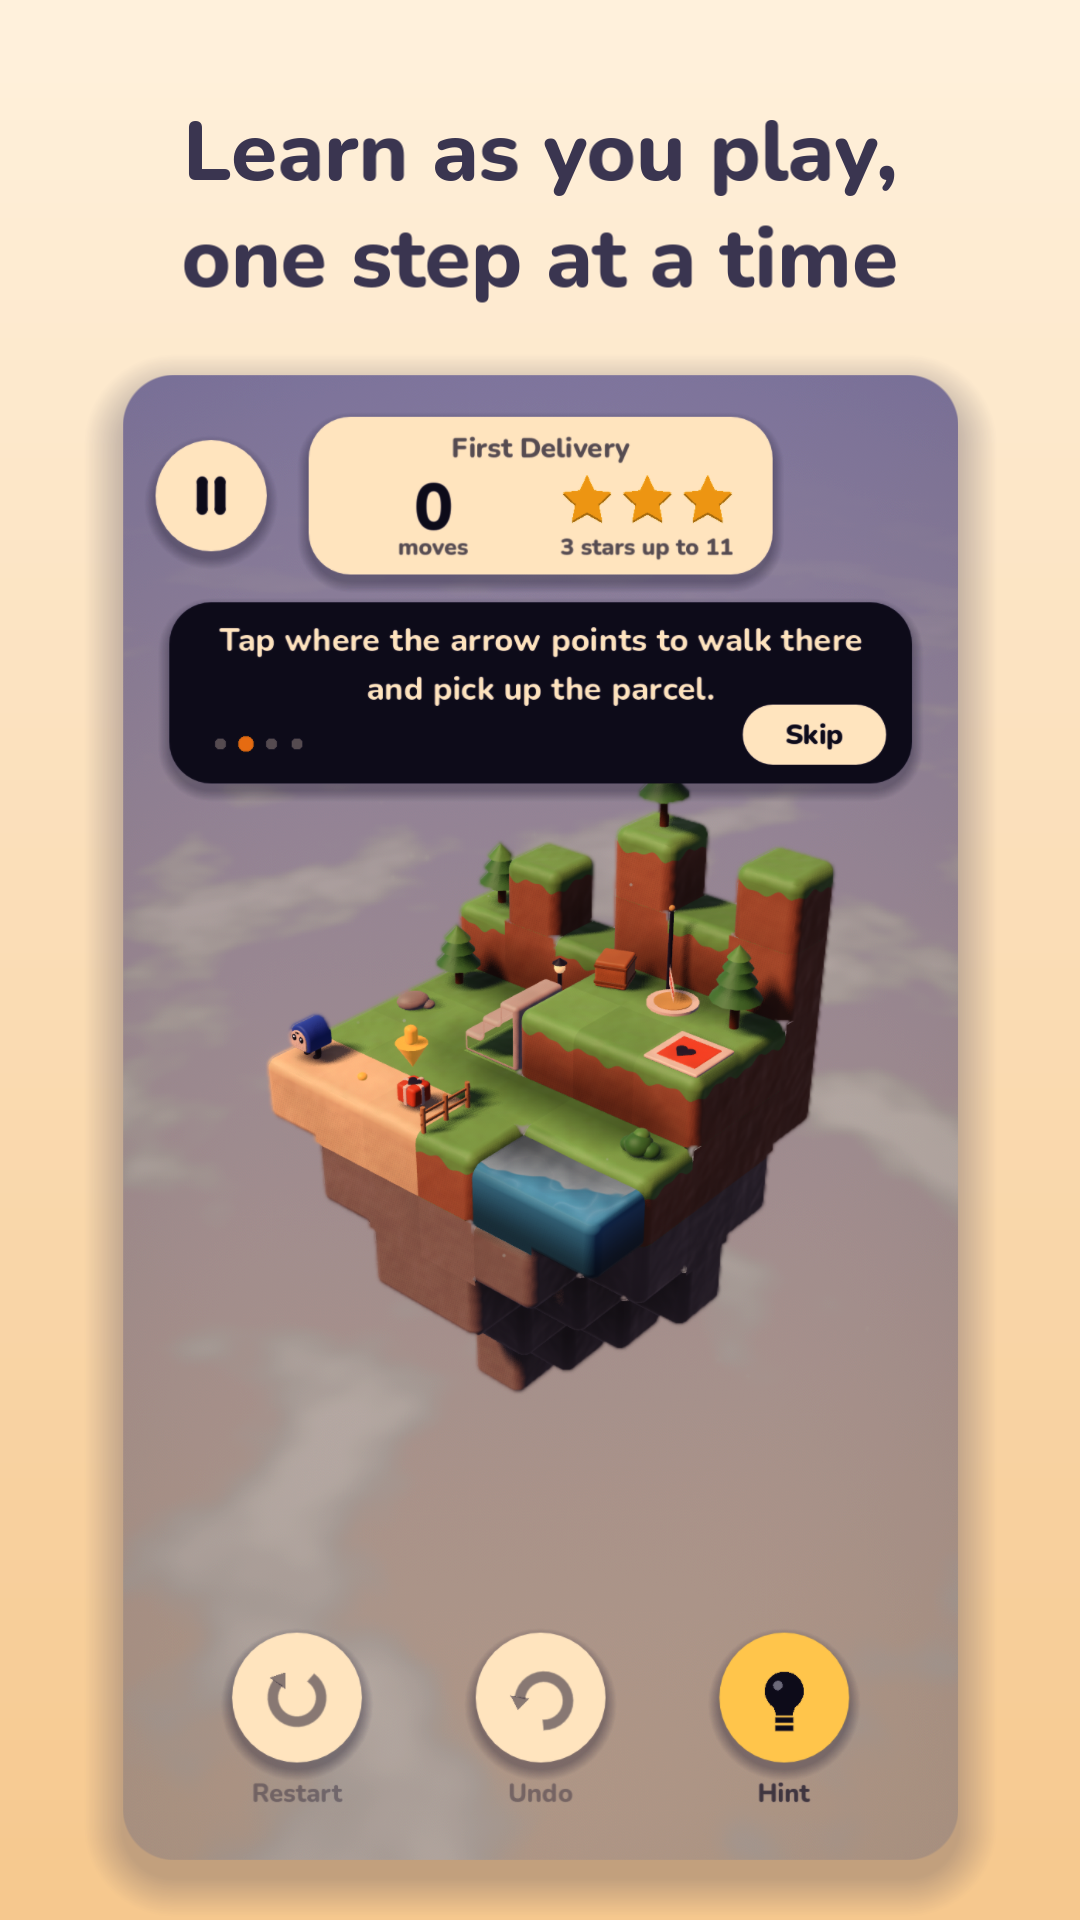 Learn as you play,
one step at a time
First Delivery
0
moves
3 stars up to 11
Tap where the arrow points to walk there
and pick up the parcel.
Skip
Restart
Undo
Hint